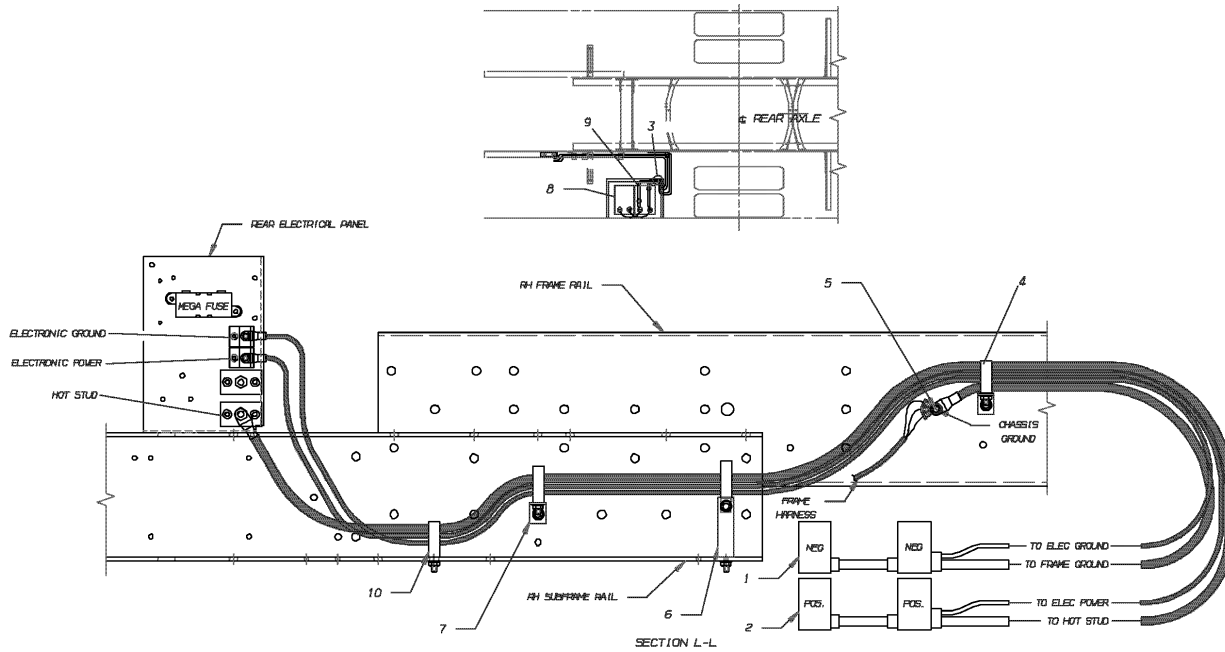 ℄ REAR AXLE
9
3
8
REAR ELECTRICAL PANEL
MEGA FUSE
ELECTRONIC GROUND
ELECTRONIC POWER
HOT STUD
RH FRAME RAIL
5
4
CHASSIS
GROUND
FRAME
HARNESS
10
7
RH SUBFRAME RAIL
6
SECTION L-L
1
NEG
NEG
TO ELEC GROUND
TO FRAME GROUND
2
POS.
POS.
TO ELEC POWER
TO HOT STUD